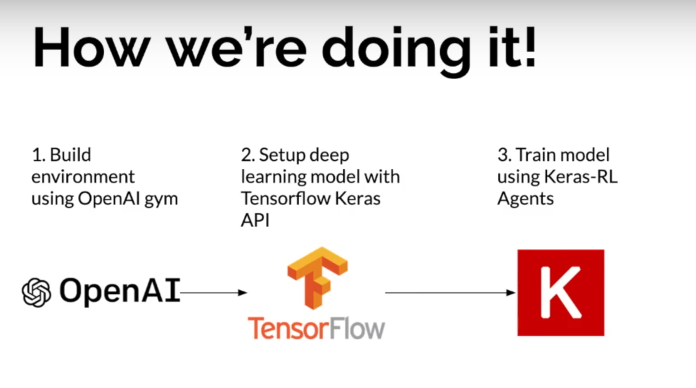 How we're doing it!
1. Build
environment
using OpenAI gym
2. Setup deep
learning model with
Tensorflow Keras
API
3. Train model
using Keras-RL
Agents
OpenAI
TensorFlow
K